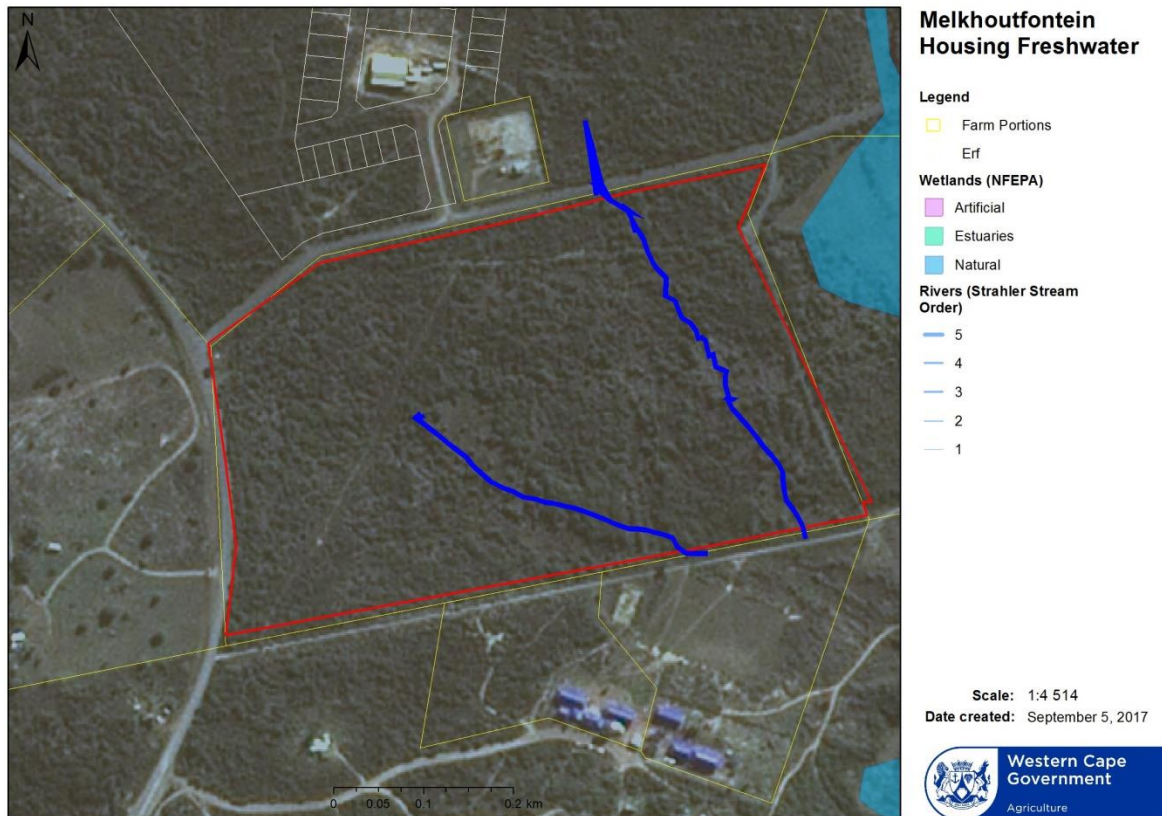 N
Melkhoutfontein
Housing Freshwater
Legend
Farm Portions
Erf
Wetlands (NFEPA)
Artificial
Estuaries
Natural
Rivers (Strahler Stream
Order)
5
4
3
2
1
0 0.05 0.1 0.2 km
Scale: 1:4 514
Date created: September 5, 2017
Western Cape
Government
Agriculture